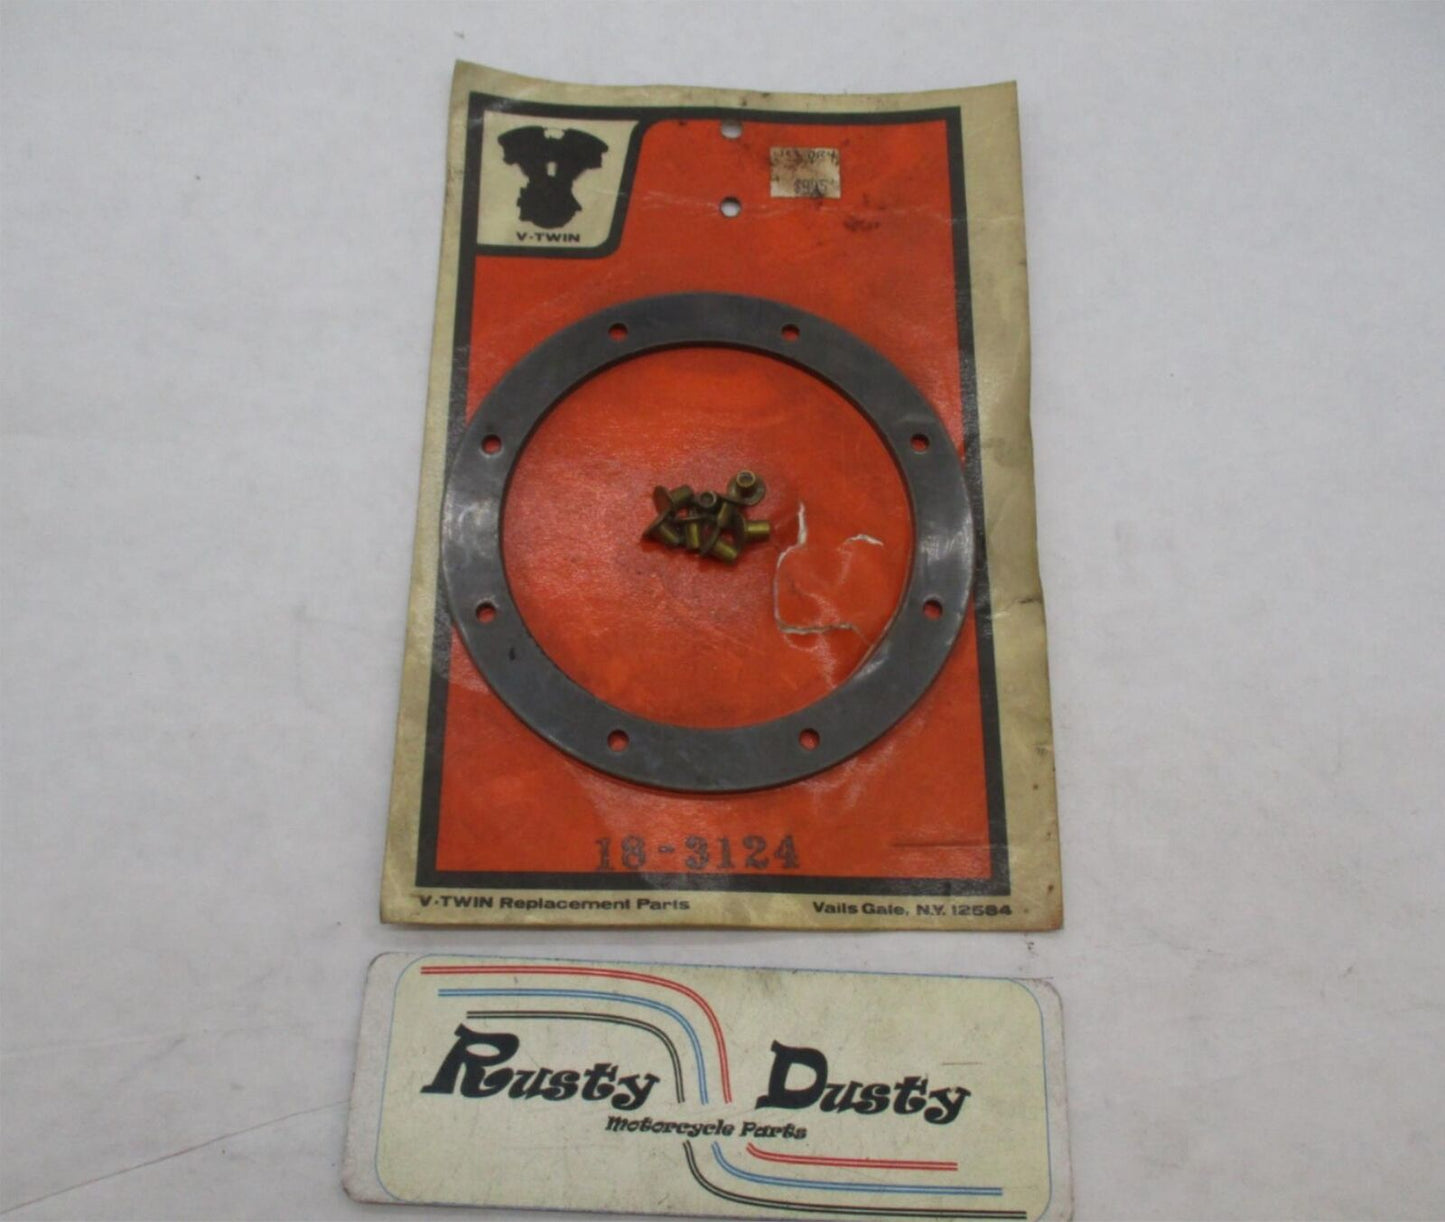 V·TWIN
18-3124
V·TWIN Replacement Parts Vails Gate, N.Y. 12584
Rusty Dusty
Motorcycle Parts